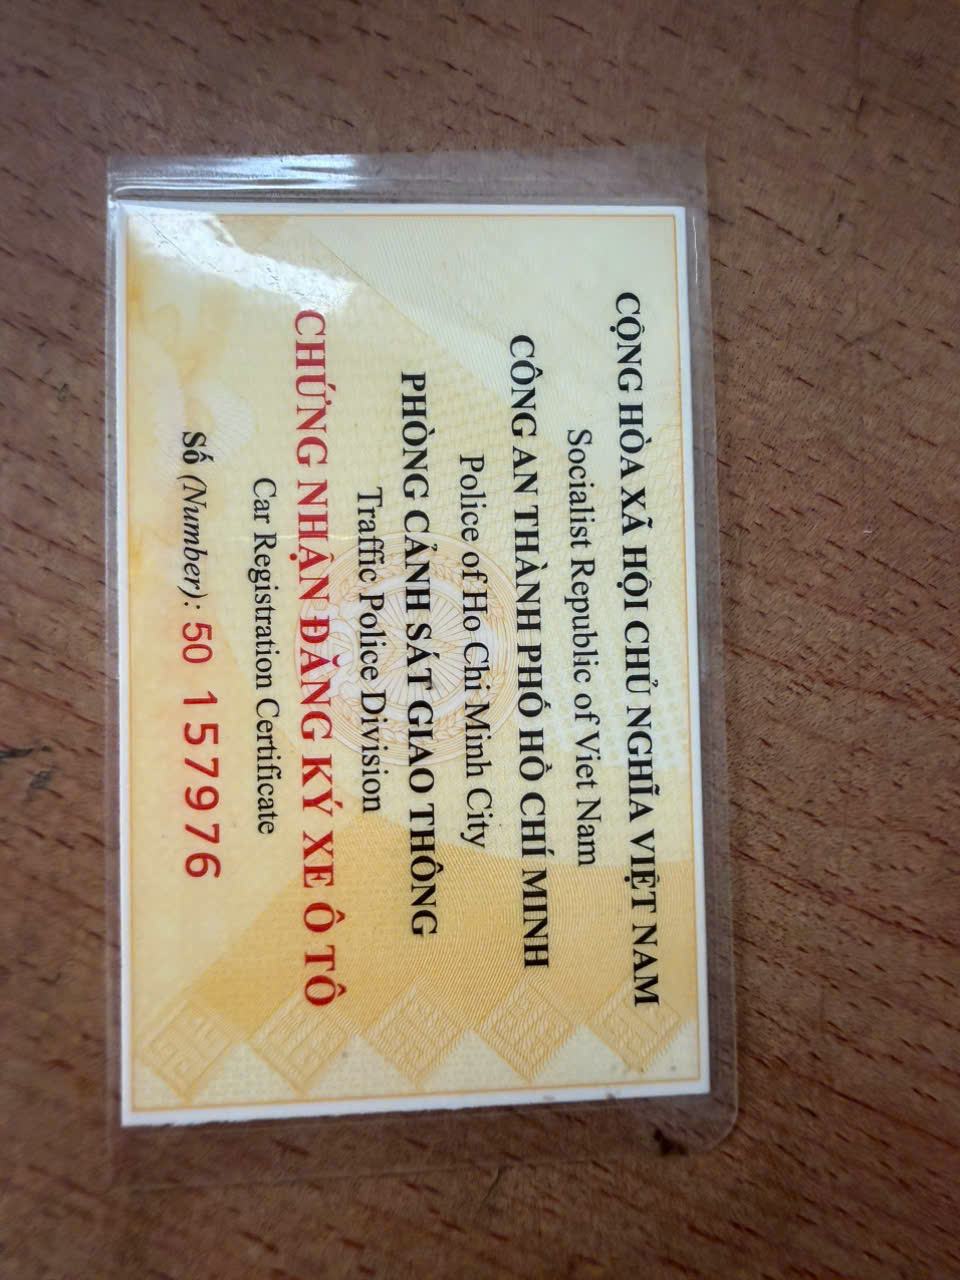 CỘNG HÒA XÃ HỘI CHỦ NGHĨA VIỆT NAM
Socialist Republic of Viet Nam
CÔNG AN THÀNH PHỐ HỒ CHÍ MINH
Police of Ho Chi Minh City
PHÒNG CẢNH SÁT GIAO THÔNG
Traffic Police Division
CHỨNG NHẬN ĐĂNG KÝ XE Ô TÔ
Car Registration Certificate
Số (Number): 50 157976